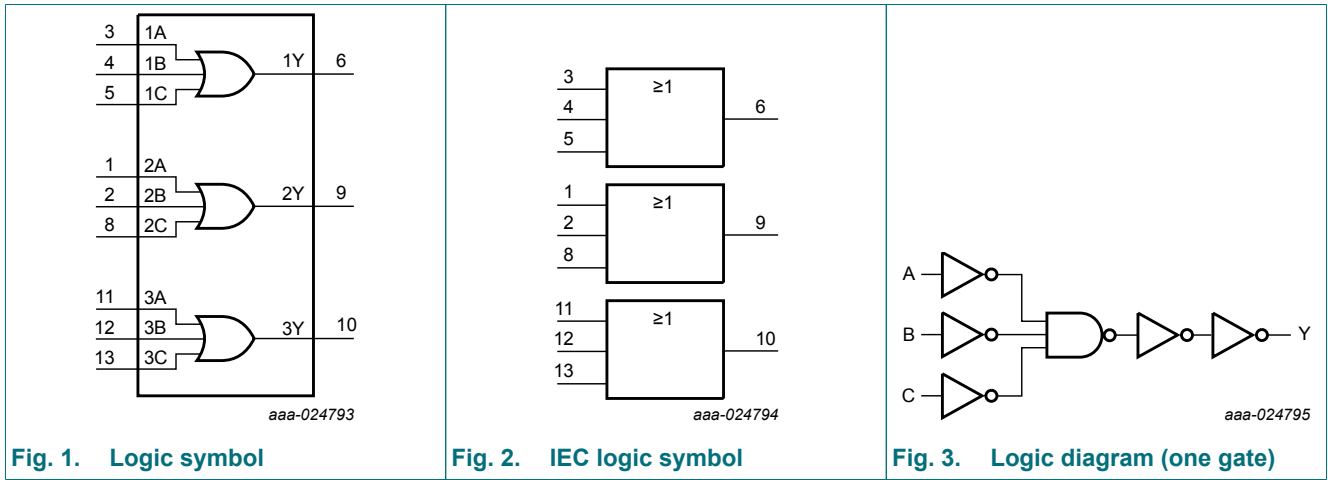 3 1A
4 1B 1Y 6
5 1C
1 2A
2 2B 2Y 9
8 2C
11 3A
12 3B 3Y 10
13 3C
aaa-024793
Fig. 1. Logic symbol
3 ≥1
4 6
5
1 ≥1
2 9
8
11 ≥1
12 10
13
aaa-024794
Fig. 2. IEC logic symbol
A
B Y
C
aaa-024795
Fig. 3. Logic diagram (one gate)